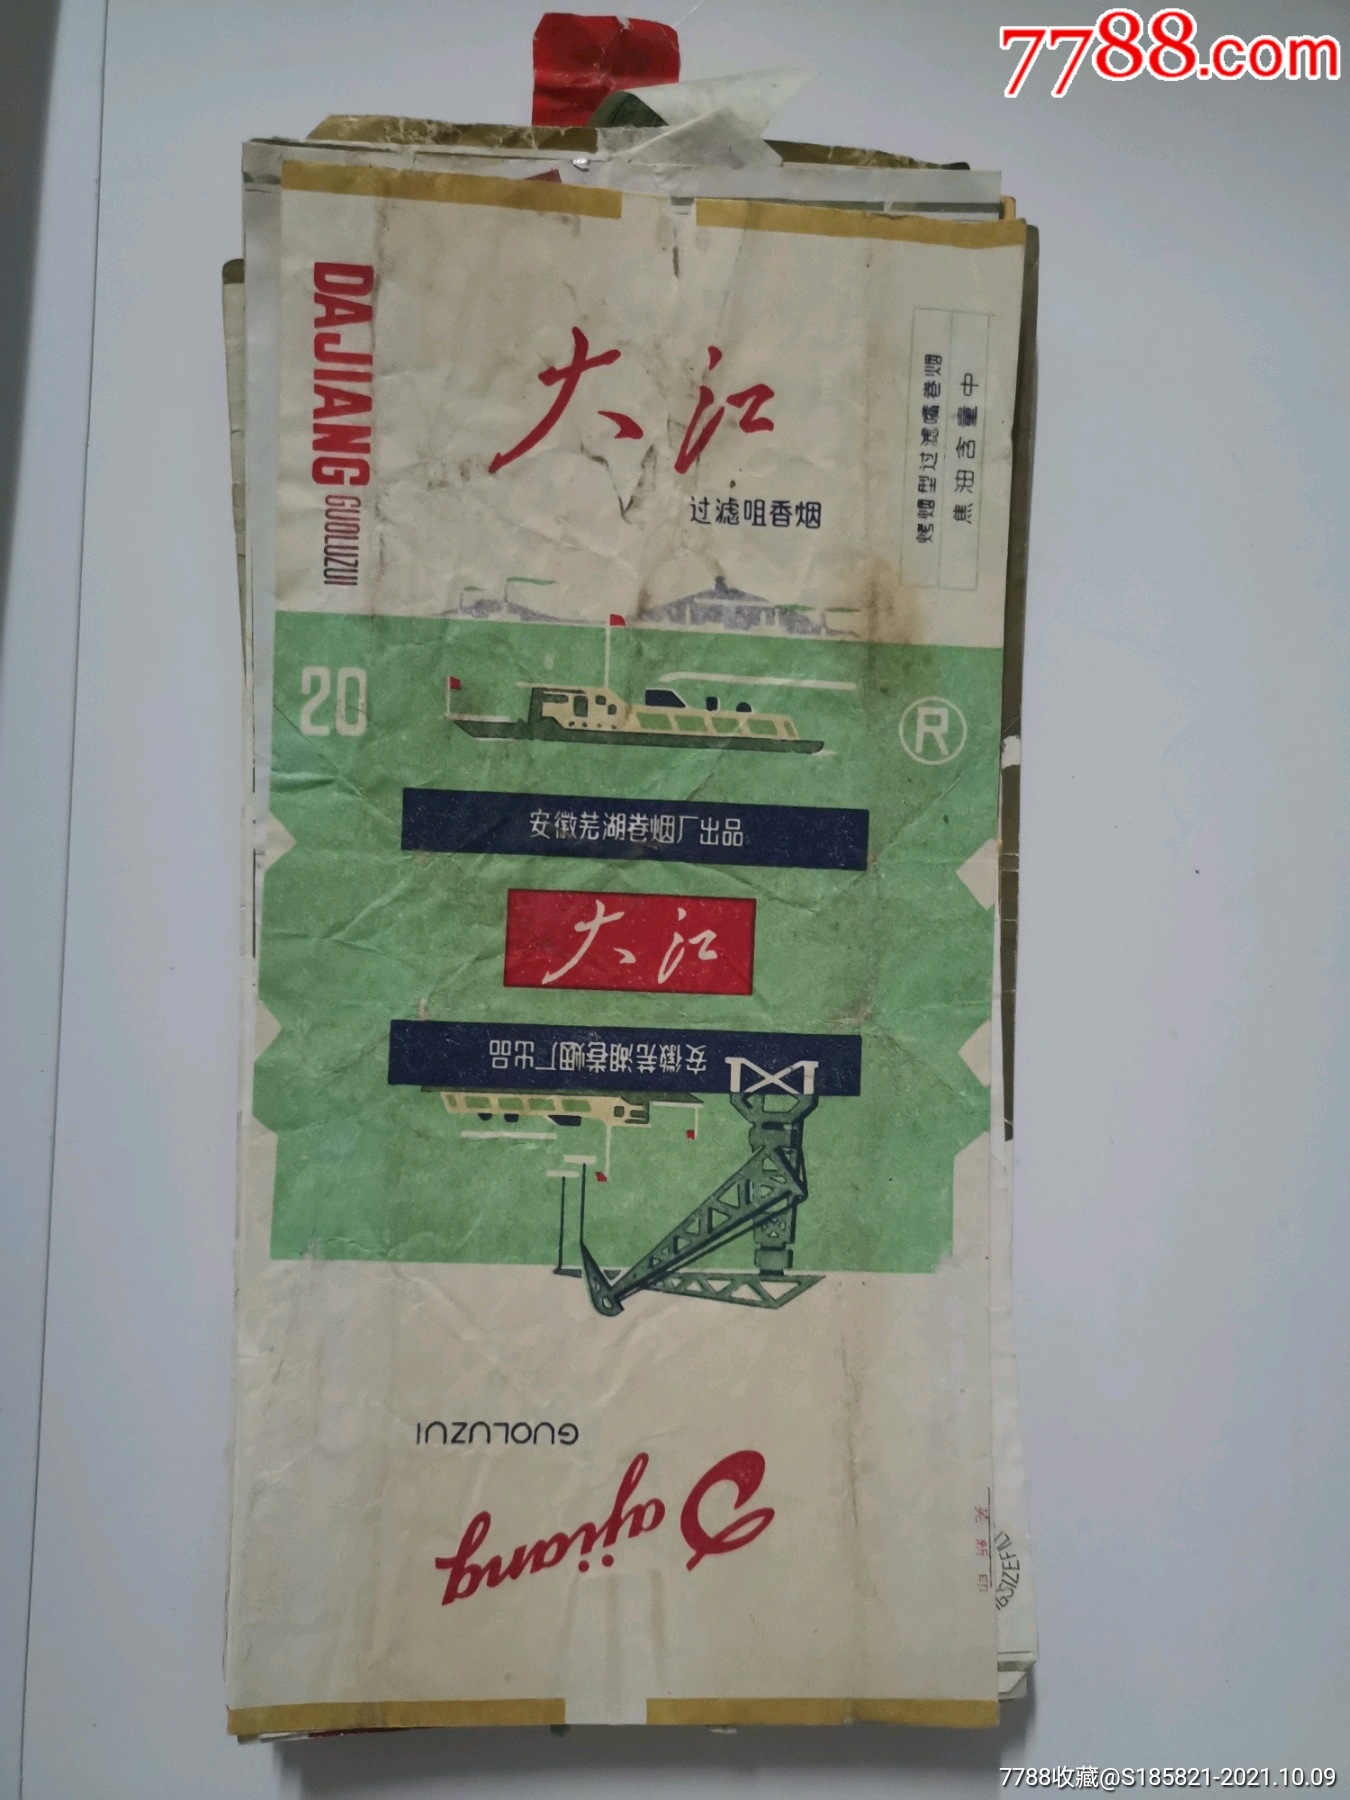 7788.com
大江
过滤咀香烟
DAJIANG GUOLUZUI
烤烟型过滤嘴卷烟
焦油含量中
20
R
安徽芜湖卷烟厂出品
大江
安徽芜湖卷烟厂出品
GUOLUZUI
Dajiang
7788收藏@S185821-2021.10.09